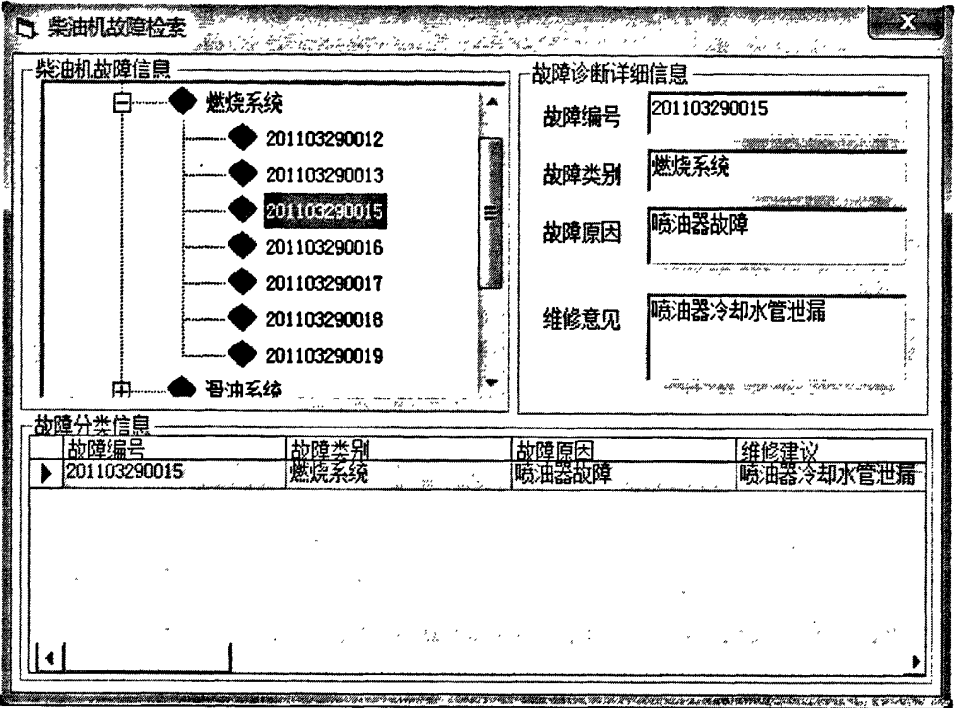 柴油机故障检索
柴油机故障信息
燃烧系统
201103290012
201103290013
201103290015
201103290016
201103290017
201103290018
201103290019
滑油系统
故障诊断详细信息
故障编号 201103290015
故障类别 燃烧系统
故障原因 喷油器故障
维修意见 喷油器冷却水管泄漏
故障分类信息
故障编号 故障类别 故障原因 维修建议
201103290015 燃烧系统 喷油器故障 喷油器冷却水管泄漏